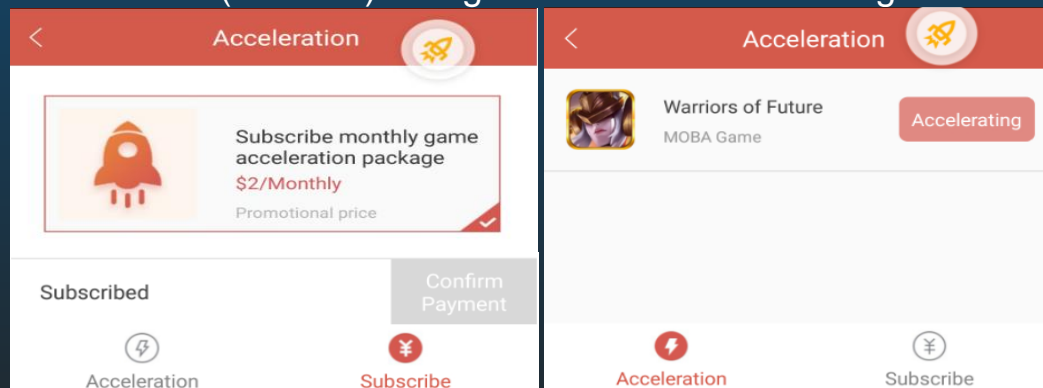 Acceleration
Subscribe monthly game
acceleration package
$2/Monthly
Promotional price
Subscribed
Confirm
Payment
¥
Acceleration
Subscribe
Acceleration
Warriors of Future
MOBA Game
Accelerating
¥
Acceleration
Subscribe